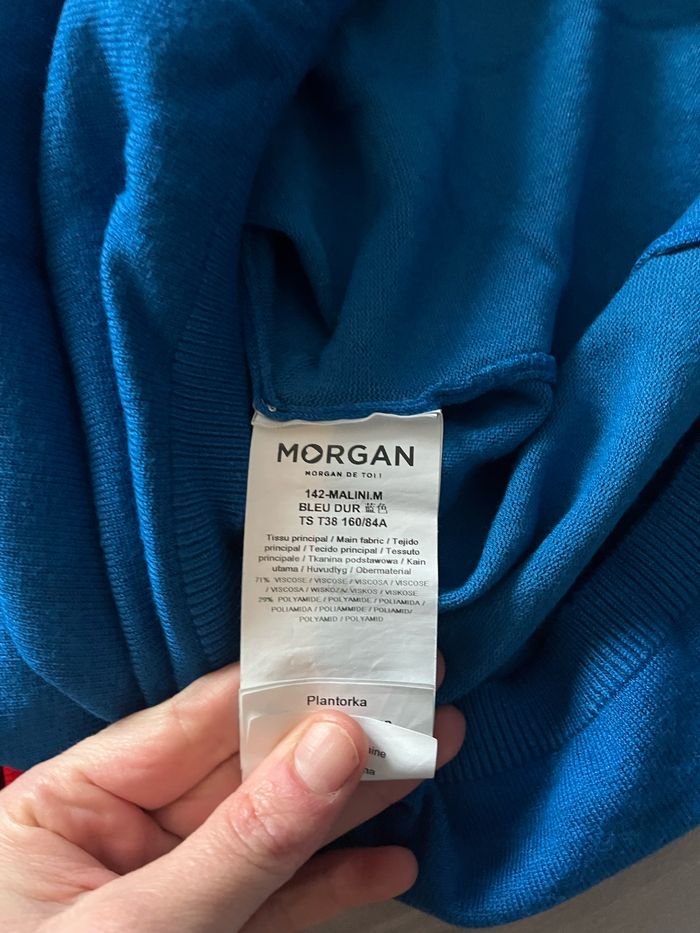 MORGAN
MORGAN DE TOI !
142-MALINI.M
BLEU DUR 蓝色
TS T38 160/84A
Tissu principal / Main fabric / Tejido
principal / Tecido principal / Tessuto
principale / Tkanina podstawowa / Kain
utama / Huvudtyg / Obermaterial
71% VISCOSE / VISCOSE / VISCOSA / VISCOSE
/ VISCOSA / WISKOZA/ VISKOS / VISKOSE
29% POLYAMIDE / POLYAMIDE / POLIAMIDA /
POLIAMIDA / POLIAMMIDE / POLIAMID/
POLYAMID / POLYAMID
Plantorka